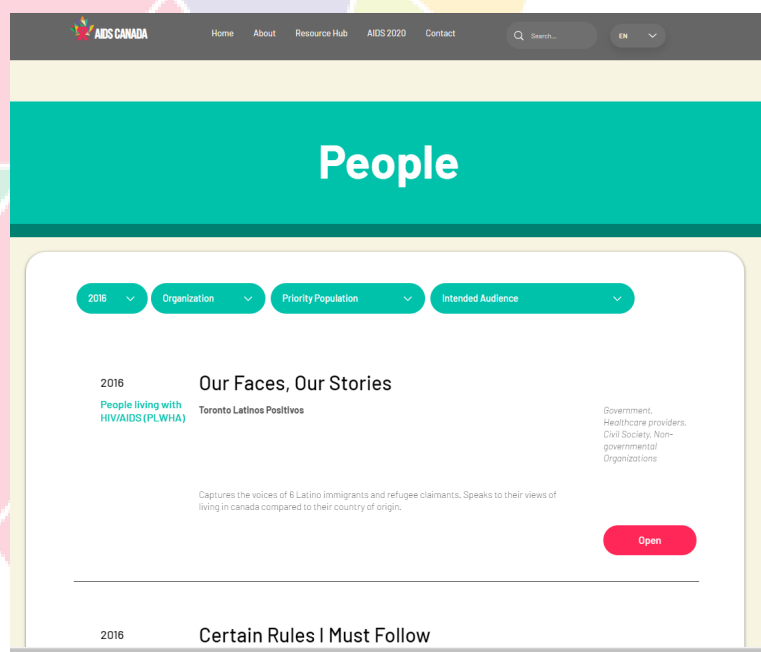 AIDS CANADA
Home About Resource Hub AIDS 2020 Contact
Search...
EN
People
2016 Organization Priority Population Intended Audience
2016
People living with
HIV/AIDS (PLWHA)
Our Faces, Our Stories
Toronto Latinos Positivos
Government,
Healthcare providers,
Civil Society, Non-
governmental
Organizations
Captures the voices of 6 Latino immigrants and refugee claimants. Speaks to their views of
living in canada compared to their country of origin.
Open
2016
Certain Rules I Must Follow